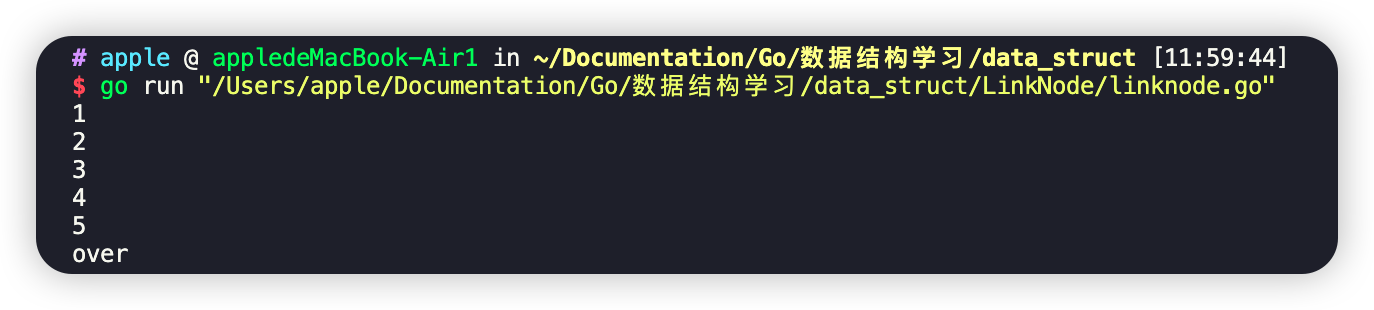 # apple @ appledeMacBook-Air1 in ~/Documentation/Go/数据结构学习/data_struct [11:59:44]
$ go run "/Users/apple/Documentation/Go/数据结构学习/data_struct/LinkNode/linknode.go"
1
2
3
4
5
over